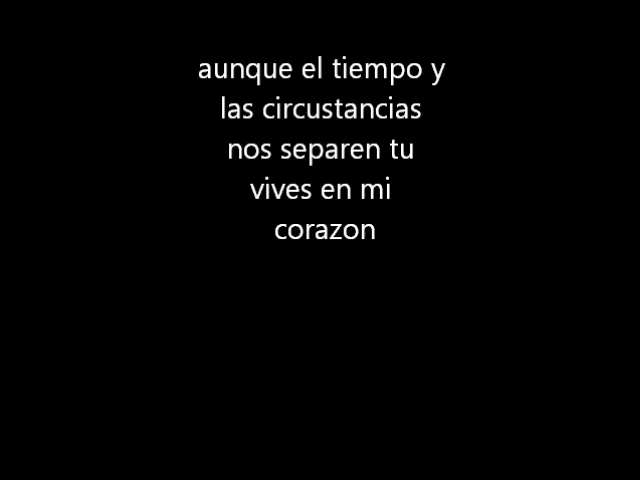 aunque el tiempo y
las circustancias
nos separen tu
vives en mi
corazon